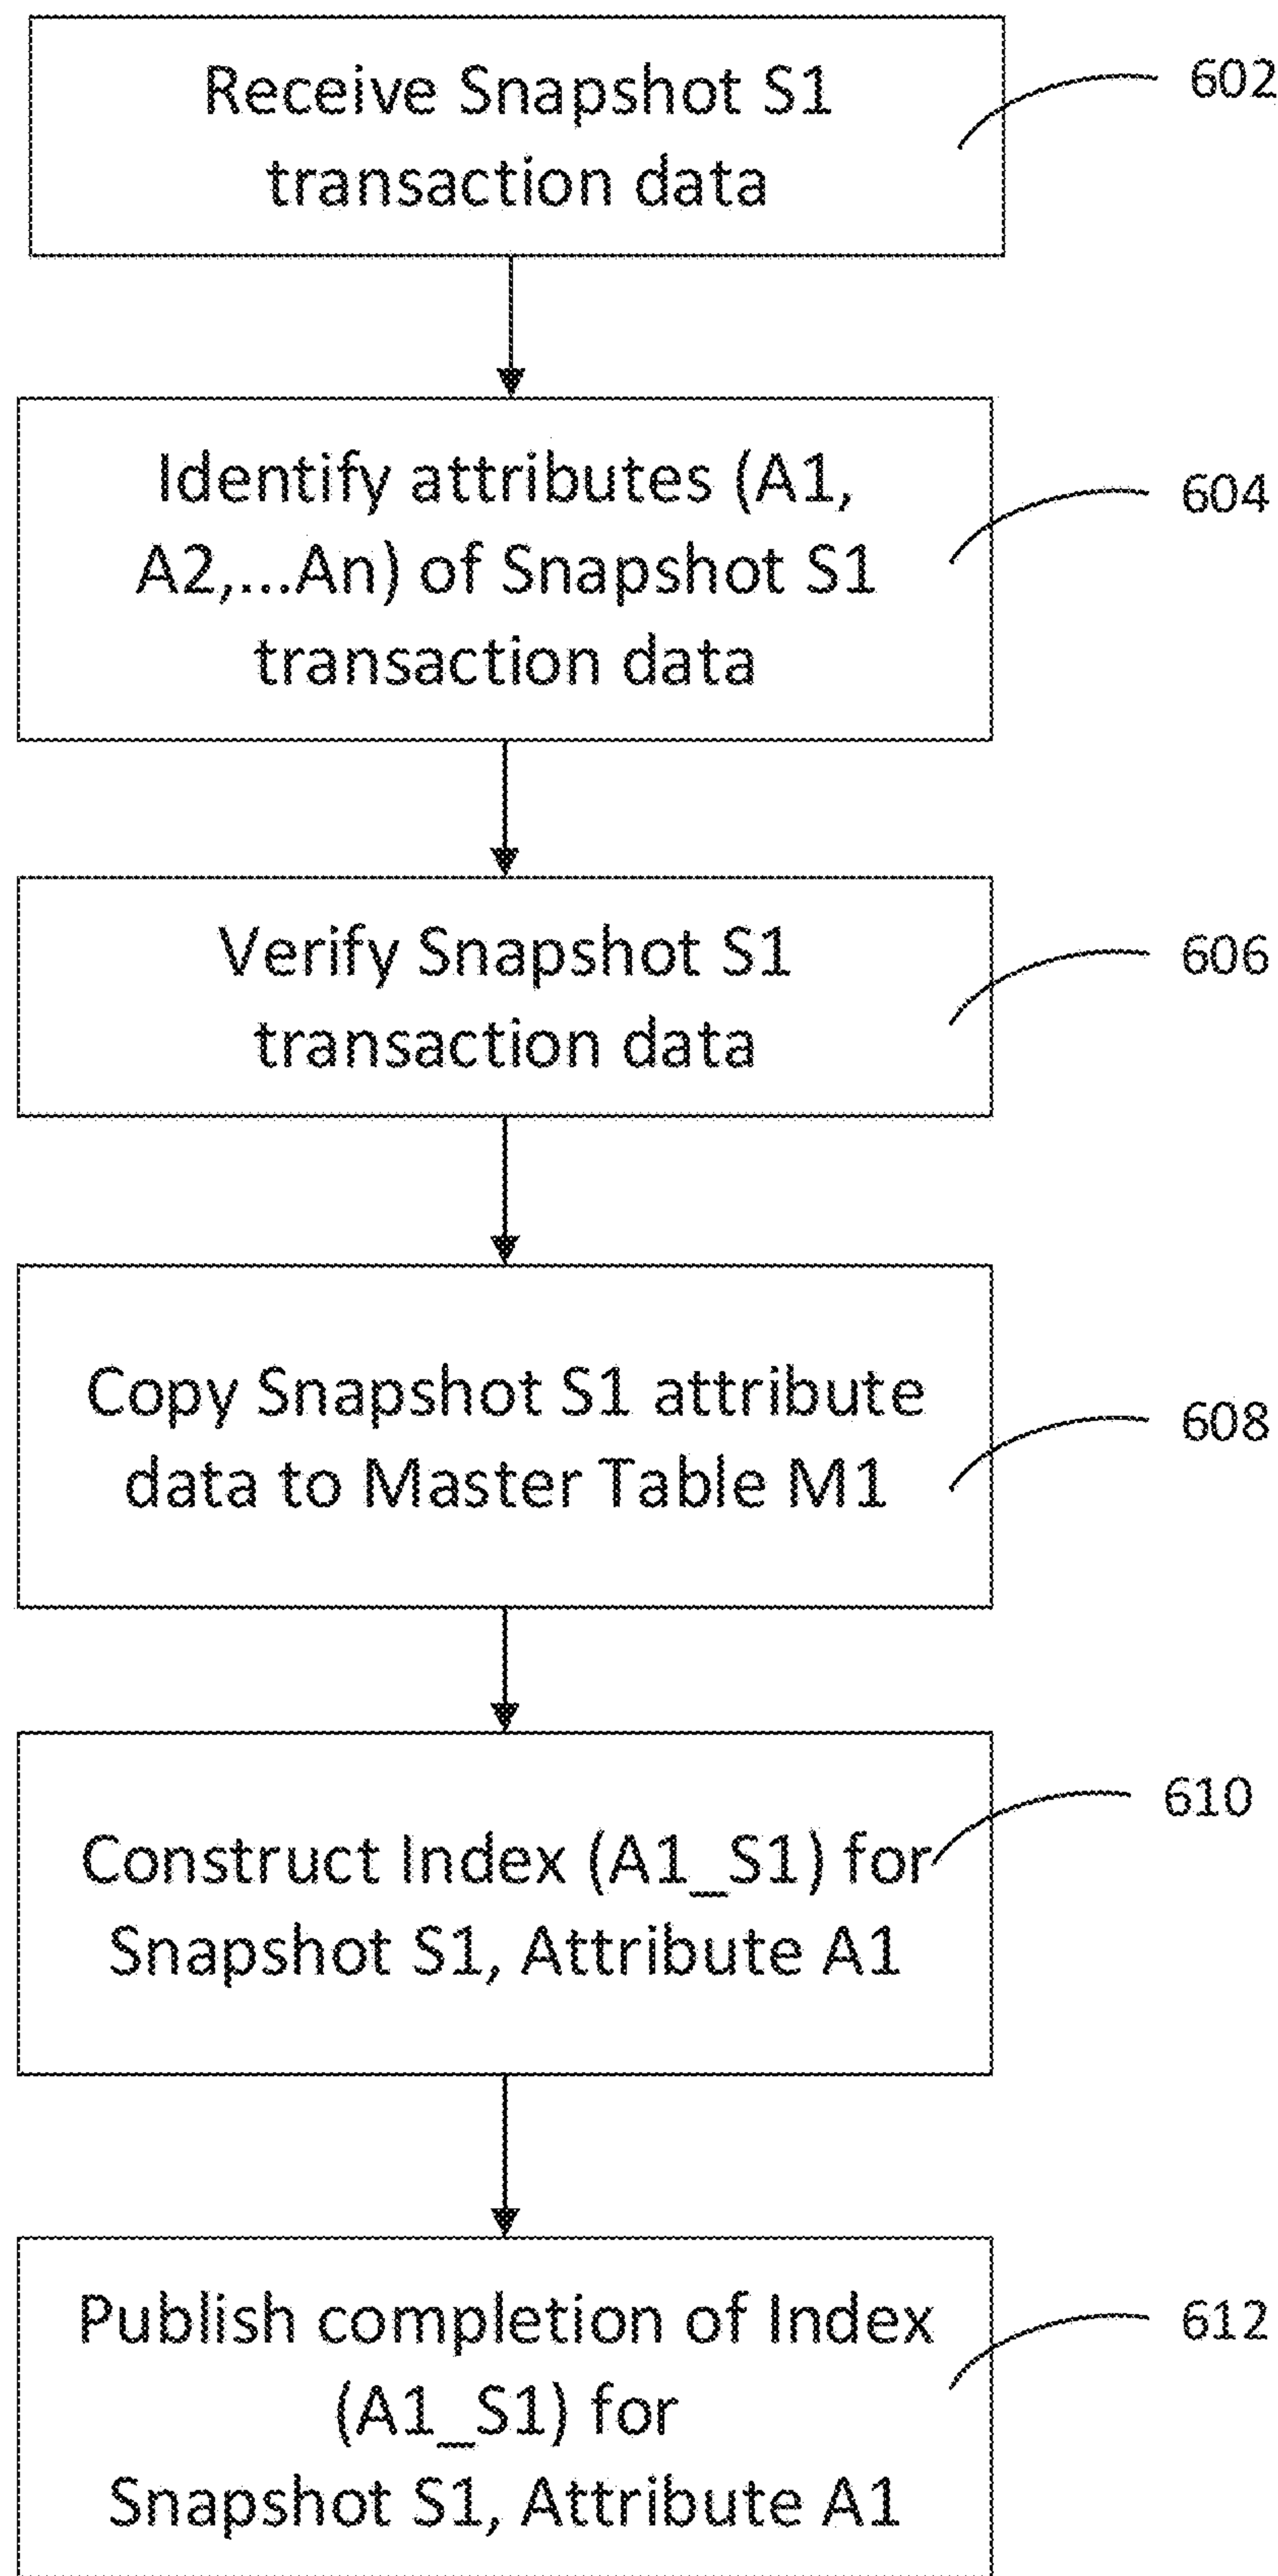 Receive Snapshot S1
transaction data
602
Identify attributes (A1,
A2,...An) of Snapshot S1
transaction data
604
Verify Snapshot S1
transaction data
606
Copy Snapshot S1 attribute
data to Master Table M1
608
Construct Index (A1_S1) for
Snapshot S1, Attribute A1
610
Publish completion of Index
(A1_S1) for
Snapshot S1, Attribute A1
612